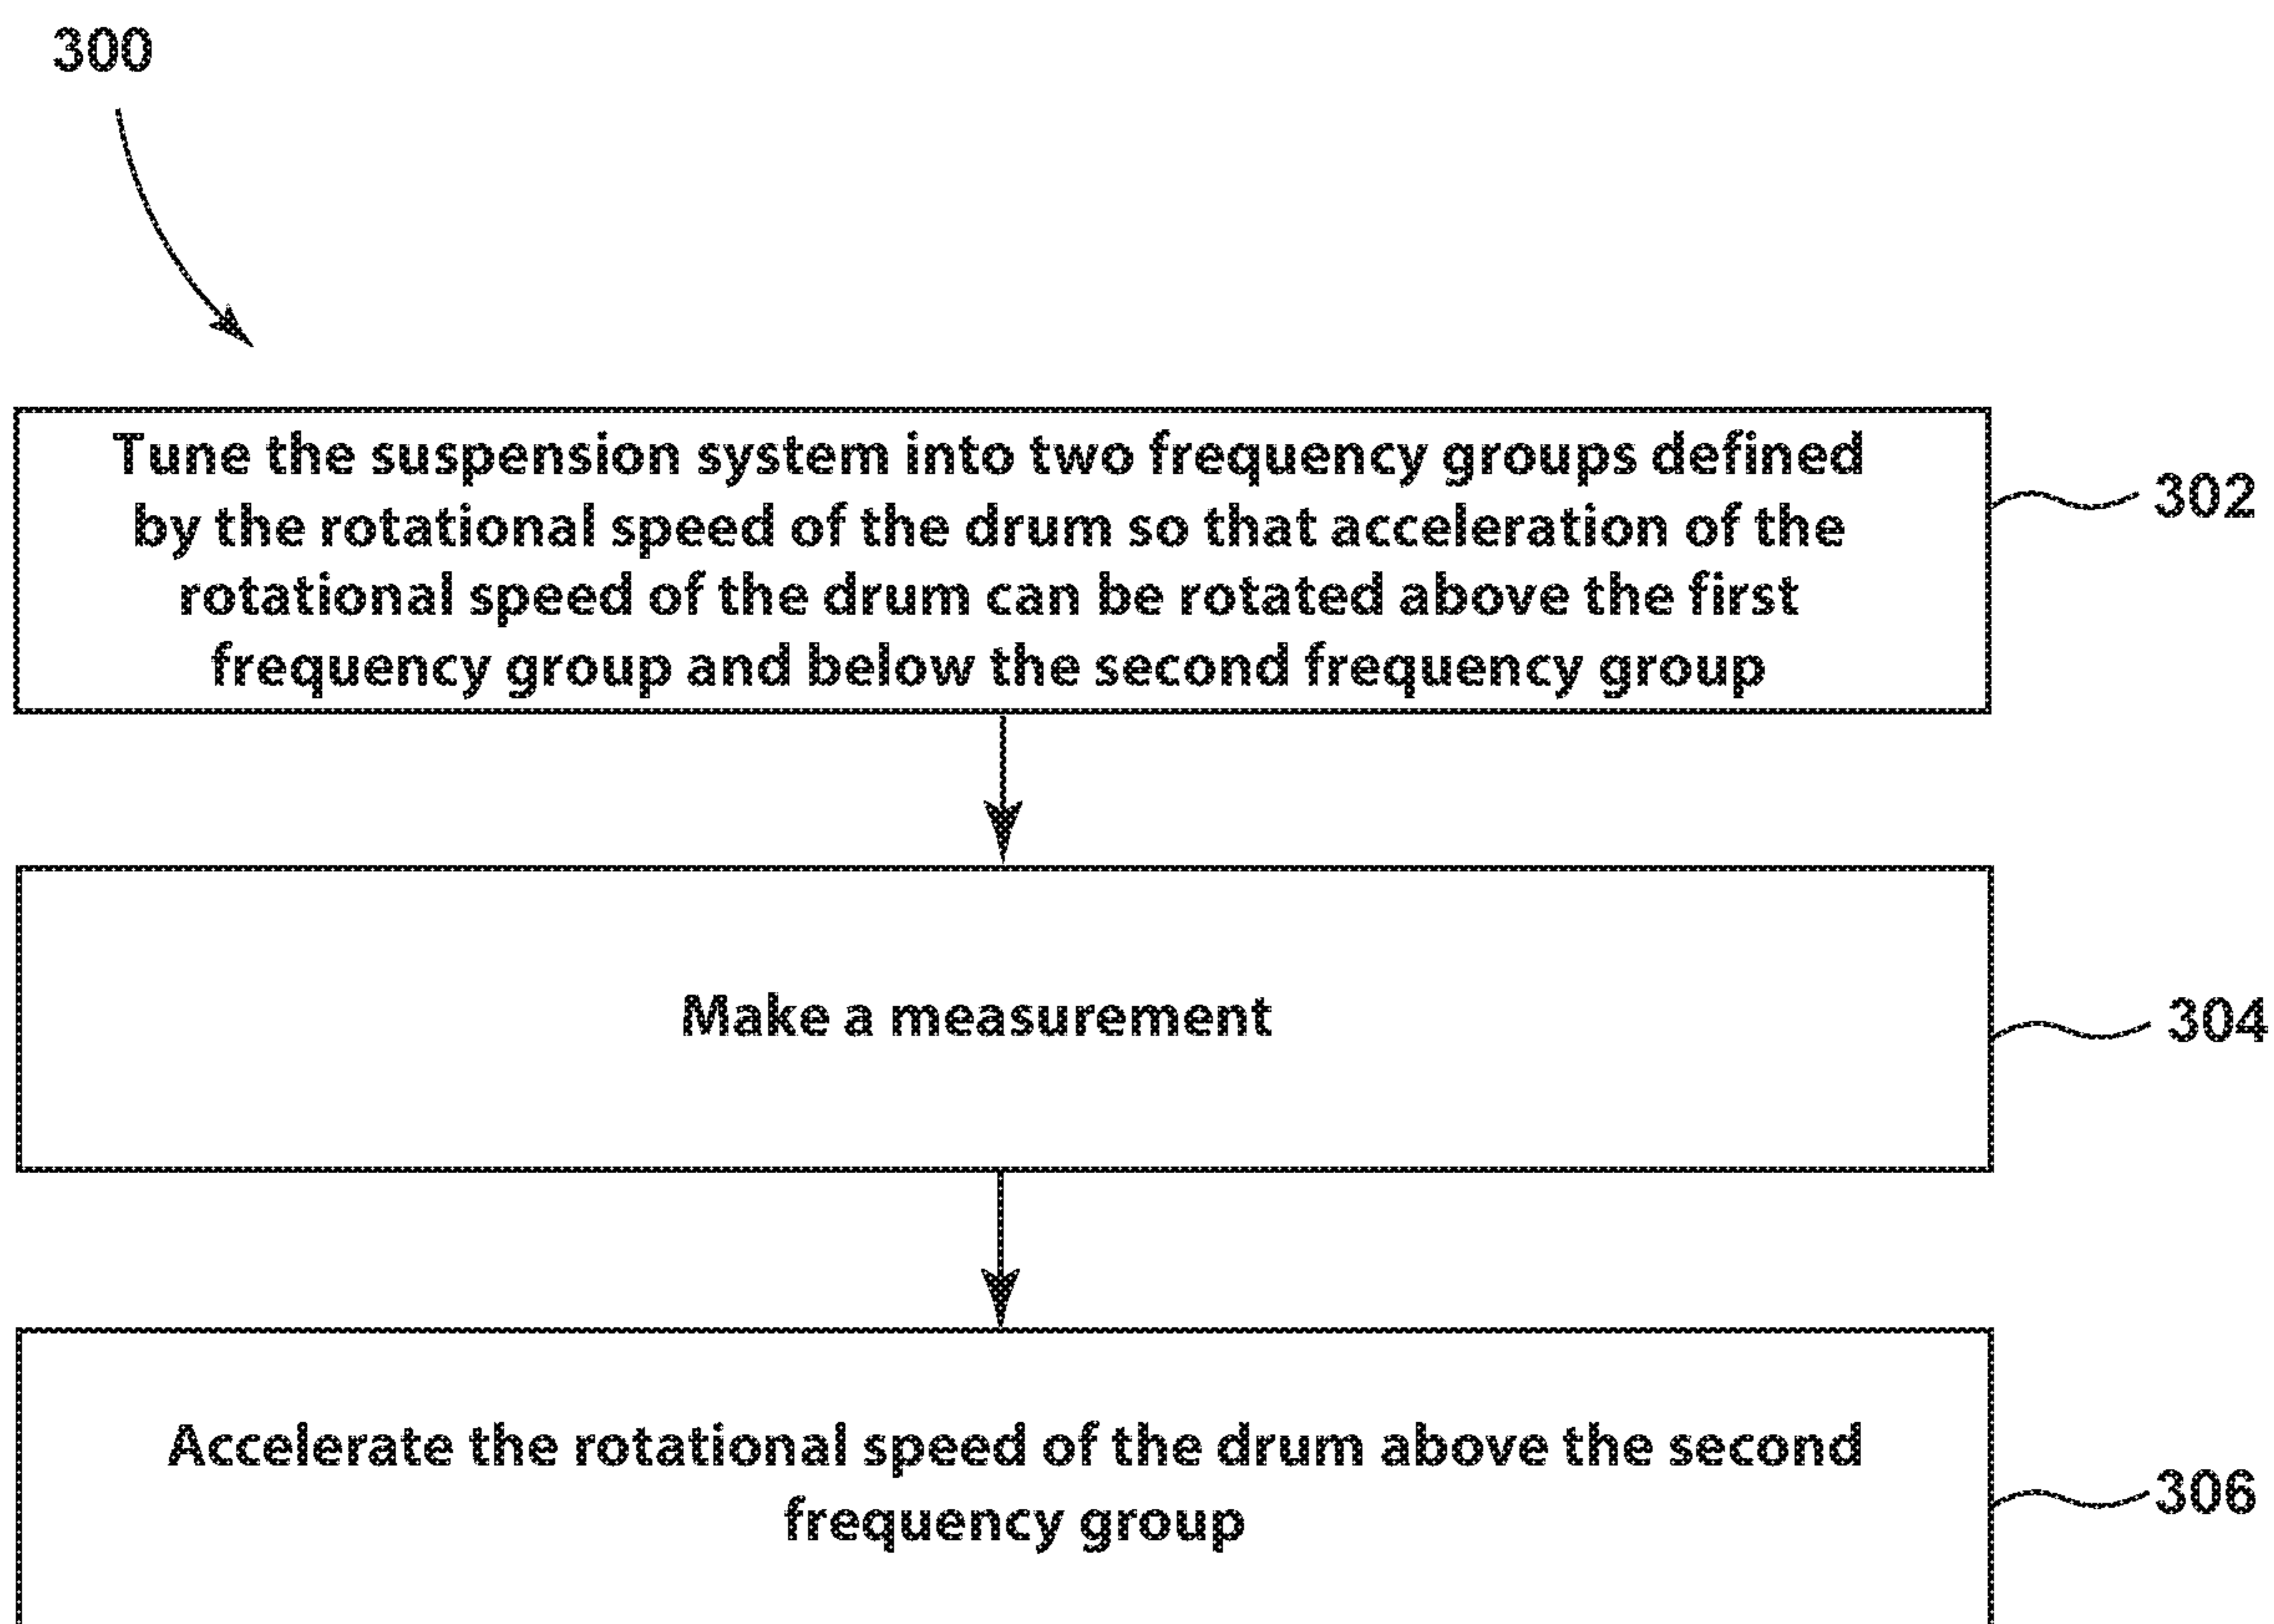 300
Tune the suspension system into two frequency groups defined
by the rotational speed of the drum so that acceleration of the
rotational speed of the drum can be rotated above the first
frequency group and below the second frequency group
302
Make a measurement
304
Accelerate the rotational speed of the drum above the second
frequency group
306